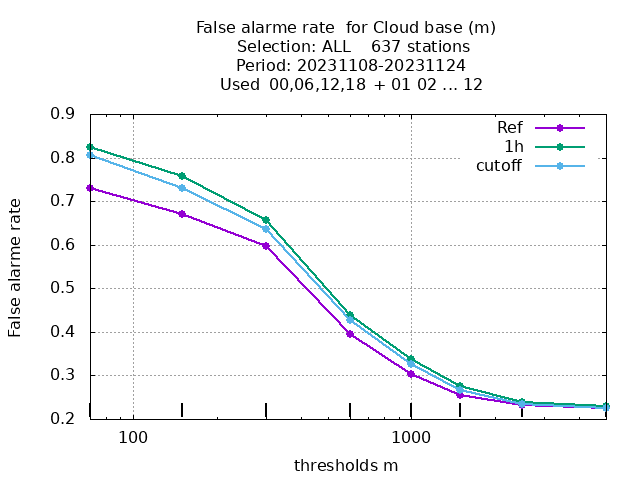 False alarme rate  for Cloud base (m)
Selection: ALL    637 stations
Period: 20231108-20231124
Used  00,06,12,18  + 01 02 ... 12
Ref
1h
cutoff
False alarme rate
0.9
0.8
0.7
0.6
0.5
0.4
0.3
0.2
100
1000
thresholds m